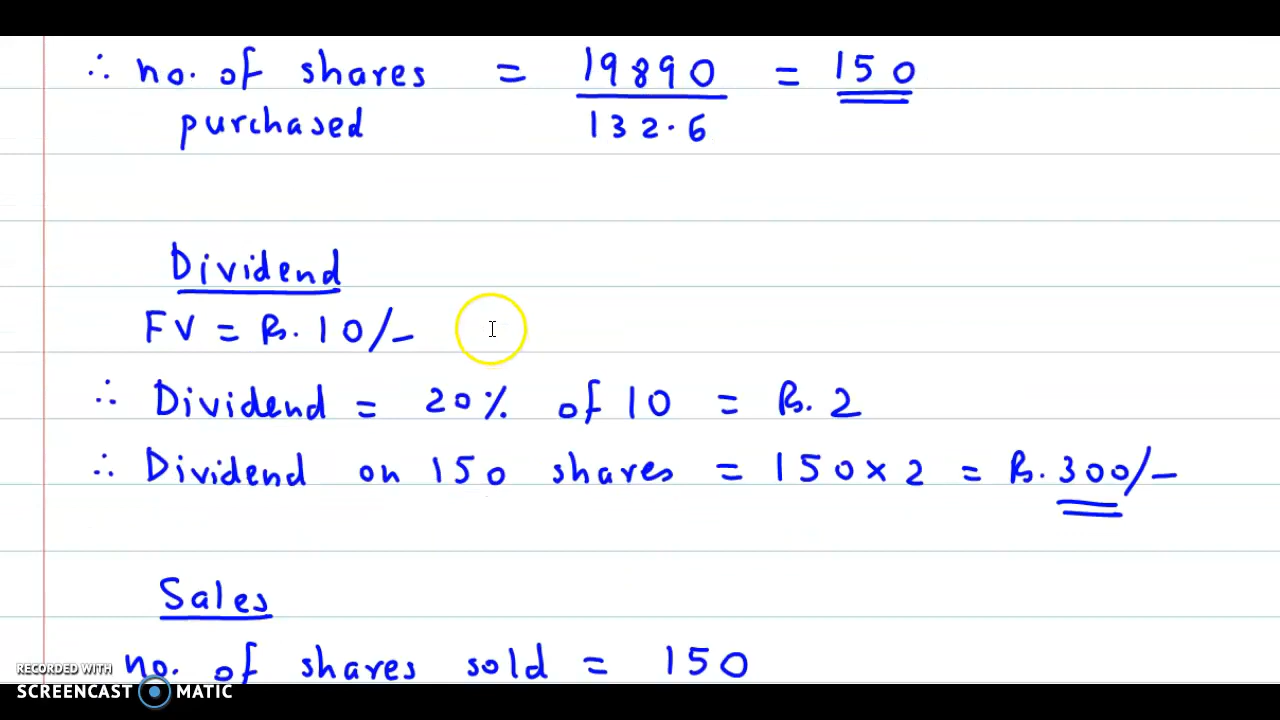 ∴ no. of shares = 19890 = 150
purchased 132.6
Dividend
FV = Rs. 10/-
∴ Dividend = 20% of 10 = Rs. 2
∴ Dividend on 150 shares = 150 × 2 = Rs. 300/-
Sales
no. of shares sold = 150
RECORDED WITH
SCREENCAST MATIC